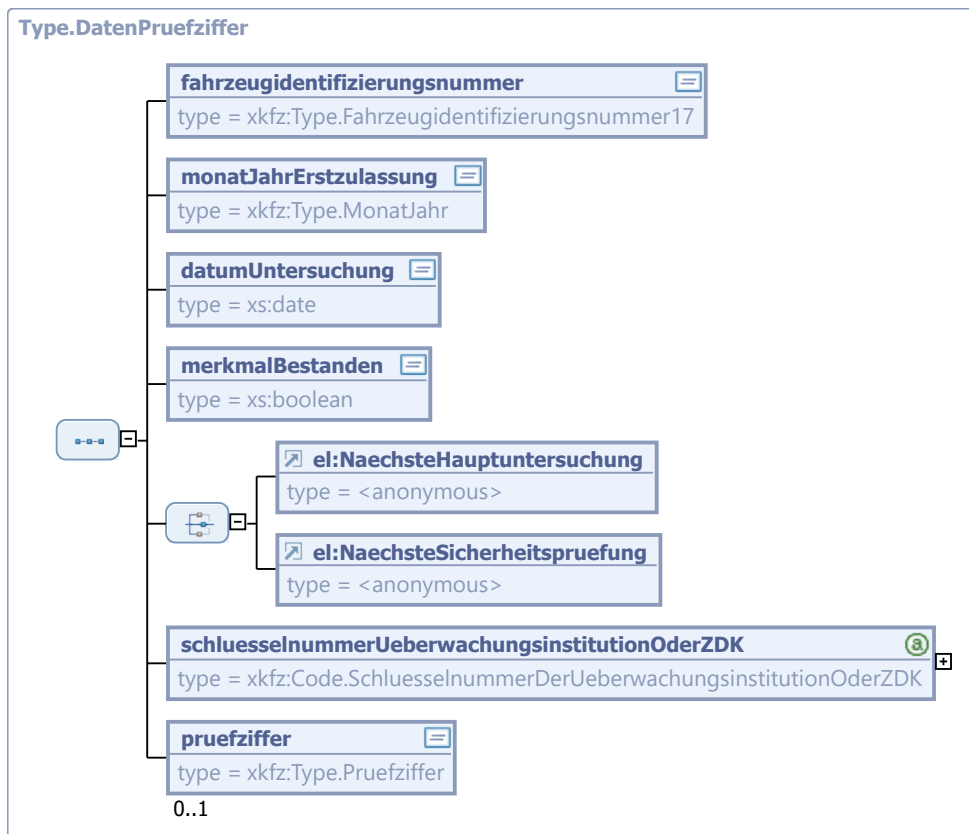 Type.DatenPruefziffer
fahrzeugidentifizierungsnummer
type = xkfz:Type.Fahrzeugidentifizierungsnummer17
monatJahrErstzulassung
type = xkfz:Type.MonatJahr
datumUntersuchung
type = xs:date
merkmalBestanden
type = xs:boolean
el:NaechsteHauptuntersuchung
type = <anonymous>
el:NaechsteSicherheitspruefung
type = <anonymous>
schluesselnummerUeberwachungsinstitutionOderZDK
a
type = xkfz:Code.SchluesselnummerDerUeberwachungsinstitutionOderZDK
pruefziffer
type = xkfz:Type.Pruefziffer
0..1